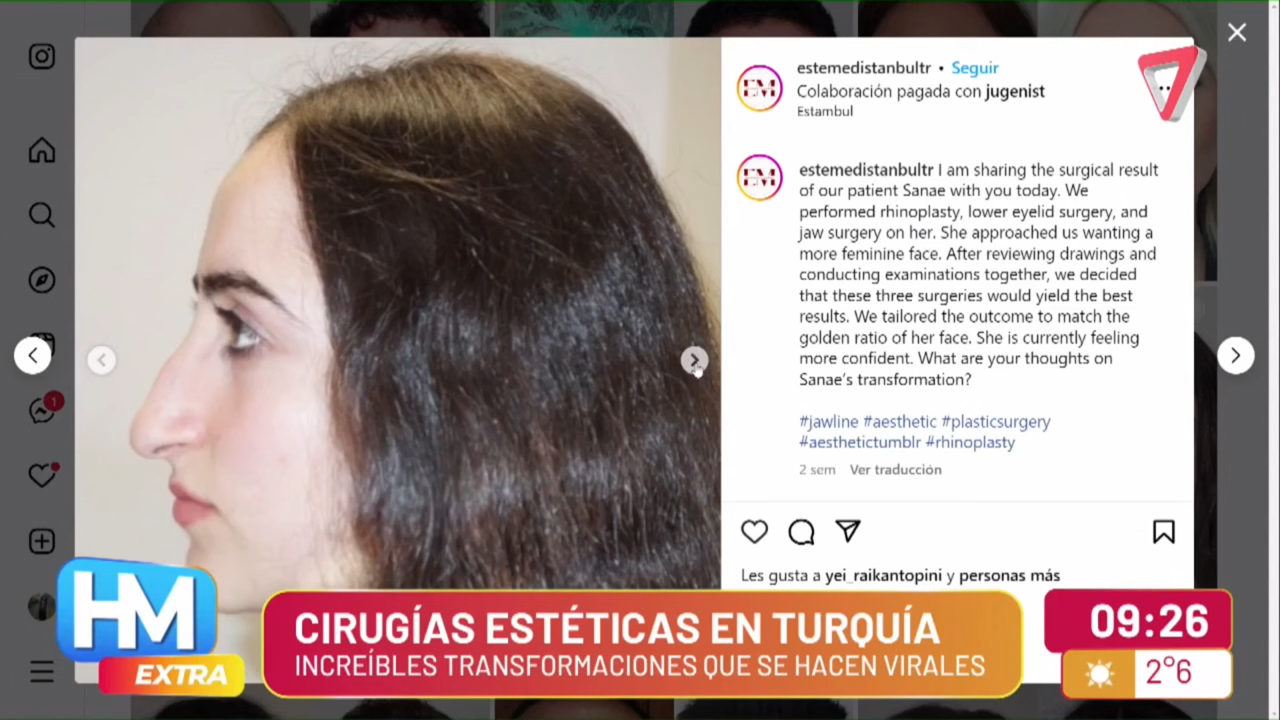 estemedistanbultr • Seguir
Colaboración pagada con jugenist
Estambul
EM
EM
estemedistanbultr I am sharing the surgical result
of our patient Sanae with you today. We
performed rhinoplasty, lower eyelid surgery, and
jaw surgery on her. She approached us wanting a
more feminine face. After reviewing drawings and
conducting examinations together, we decided
that these three surgeries would yield the best
results. We tailored the outcome to match the
golden ratio of her face. She is currently feeling
more confident. What are your thoughts on
Sanae's transformation?
#jawline #aesthetic #plasticsurgery
#aesthetictumblr #rhinoplasty
2 sem Ver traducción
Les gusta a yei_raikantopini y personas más
1
HM
EXTRA
CIRUGÍAS ESTÉTICAS EN TURQUÍA
INCREÍBLES TRANSFORMACIONES QUE SE HACEN VIRALES
09:26
2°6